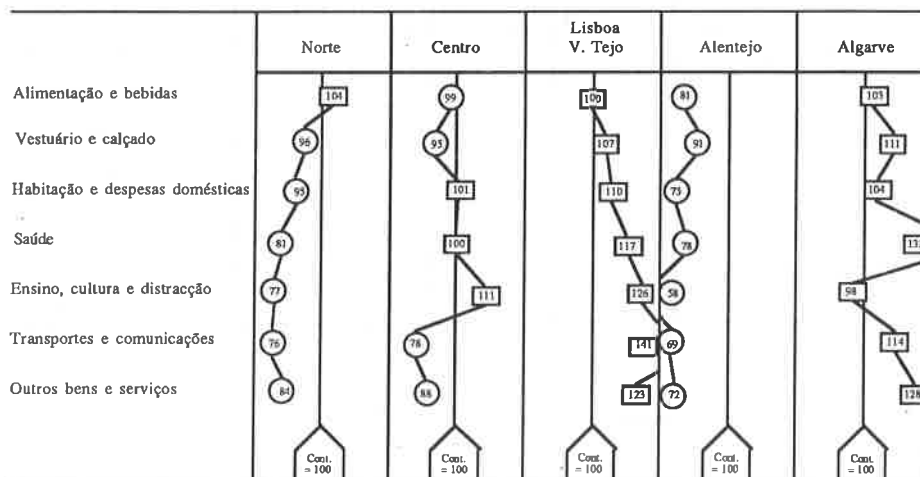 Norte Centro Lisboa V. Tejo Alentejo Algarve
Alimentação e bebidas 104 99 100 81 103
Vestuário e calçado 96 93 107 91 111
Habitação e despesas domésticas 95 101 110 75 104
Saúde 81 100 117 78
Ensino, cultura e distracção 77 111 126 58 98
Transportes e comunicações 76 78 141 69 114
Outros bens e serviços 84 88 123 72 128
Cont. = 100 Cont. = 100 Cont. = 100 Cont. = 100 Cont. = 100